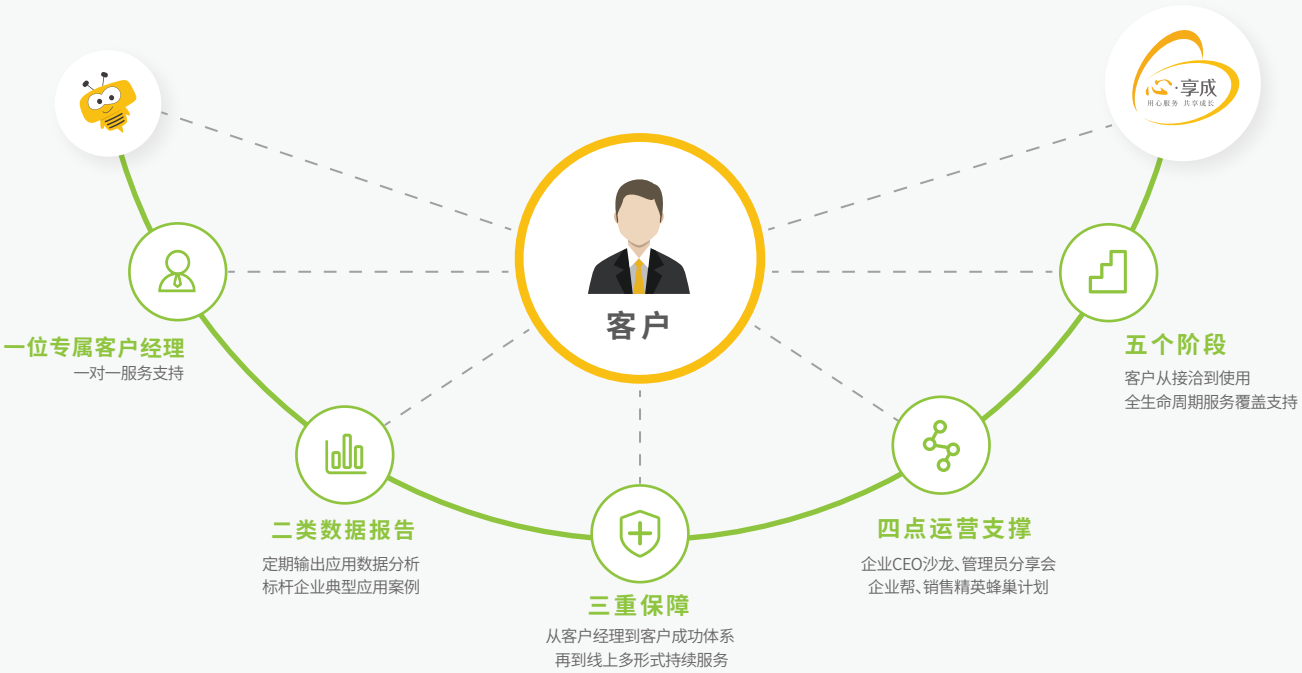 心·享成
用心服务 共享成长
客户
一位专属客户经理
一对一服务支持
二类数据报告
定期输出应用数据分析
标杆企业典型应用案例
三重保障
从客户经理到客户成功体系
再到线上多形式持续服务
四点运营支撑
企业CEO沙龙、管理员分享会
企业帮、销售精英蜂巢计划
五个阶段
客户从接洽到使用
全生命周期服务覆盖支持